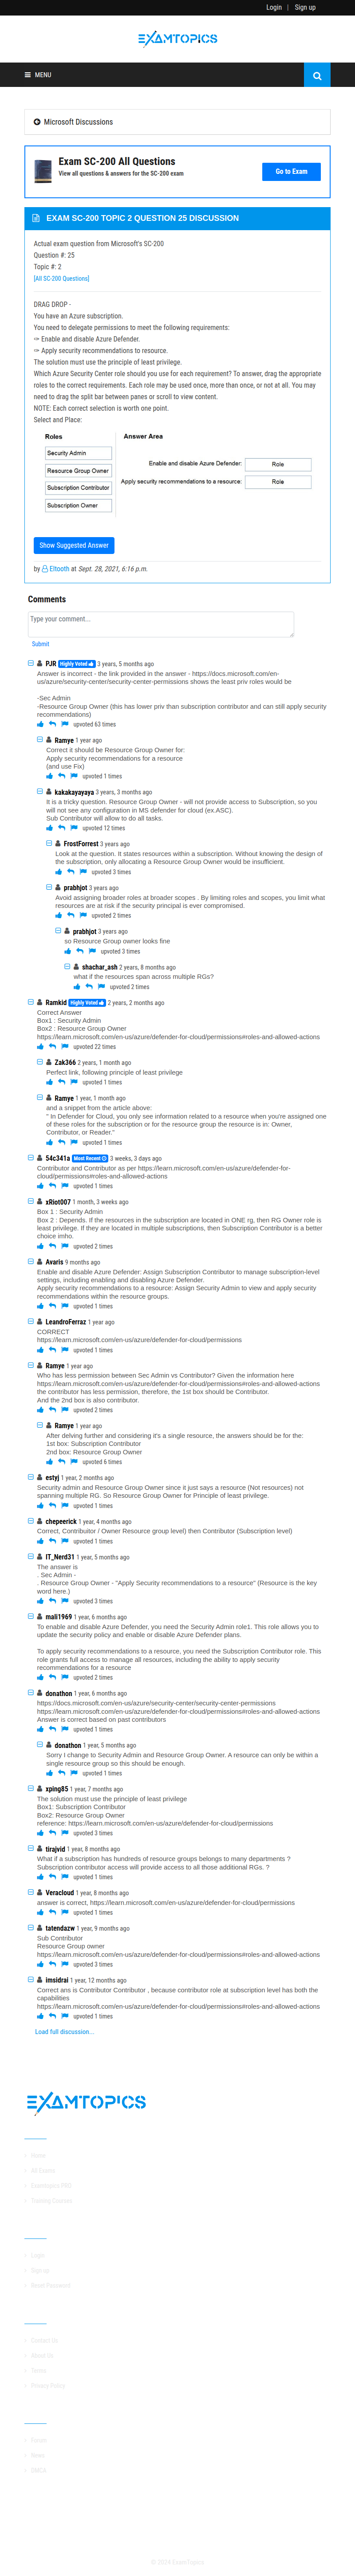 Login | Sign up
EXAMTOPICS
MENU
Microsoft Discussions
Exam SC-200 All Questions
View all questions & answers for the SC-200 exam
Go to Exam
EXAM SC-200 TOPIC 2 QUESTION 25 DISCUSSION
Actual exam question from Microsoft's SC-200
Question #: 25
Topic #: 2
[All SC-200 Questions]
DRAG DROP -
You have an Azure subscription.
You need to delegate permissions to meet the following requirements:
✑ Enable and disable Azure Defender.
✑ Apply security recommendations to resource.
The solution must use the principle of least privilege.
Which Azure Security Center role should you use for each requirement? To answer, drag the appropriate
roles to the correct requirements. Each role may be used once, more than once, or not at all. You may
need to drag the split bar between panes or scroll to view content.
NOTE: Each correct selection is worth one point.
Select and Place:
Roles
Answer Area
Security Admin
Resource Group Owner
Subscription Contributor
Subscription Owner
Enable and disable Azure Defender: Role
Apply security recommendations to a resource: Role
Show Suggested Answer
by Eltooth at Sept. 28, 2021, 6:16 p.m.
Comments
Type your comment...
Submit
PJR Highly Voted 3 years, 5 months ago
Answer is incorrect - the link provided in the answer - https://docs.microsoft.com/en-
us/azure/security-center/security-center-permissions shows the least priv roles would be
-Sec Admin
-Resource Group Owner (this has lower priv than subscription contributor and can still apply security
recommendations)
upvoted 63 times
Ramye 1 year ago
Correct it should be Resource Group Owner for:
Apply security recommendations for a resource
(and use Fix)
upvoted 1 times
kakakayayaya 3 years, 3 months ago
It is a tricky question. Resource Group Owner - will not provide access to Subscription, so you
will not see any configuration in MS defender for cloud (ex.ASC).
Sub Contributor will allow to do all tasks.
upvoted 12 times
FrostForrest 3 years ago
Look at the question. It states resources within a subscription. Without knowing the design of
the subscription, only allocating a Resource Group Owner would be insufficient.
upvoted 3 times
prabhjot 3 years ago
Avoid assigning broader roles at broader scopes . By limiting roles and scopes, you limit what
resources are at risk if the security principal is ever compromised.
upvoted 2 times
prabhjot 3 years ago
so Resource Group owner looks fine
upvoted 3 times
shachar_ash 2 years, 8 months ago
what if the resources span across multiple RGs?
upvoted 2 times
Ramkid Highly Voted 2 years, 2 months ago
Correct Answer
Box1 : Security Admin
Box2 : Resource Group Owner
https://learn.microsoft.com/en-us/azure/defender-for-cloud/permissions#roles-and-allowed-actions
upvoted 22 times
Zak366 2 years, 1 month ago
Perfect link, following principle of least privilege
upvoted 1 times
Ramye 1 year, 1 month ago
and a snippet from the article above:
" In Defender for Cloud, you only see information related to a resource when you're assigned one
of these roles for the subscription or for the resource group the resource is in: Owner,
Contributor, or Reader."
upvoted 1 times
54c341a Most Recent 3 weeks, 3 days ago
Contributor and Contributor as per https://learn.microsoft.com/en-us/azure/defender-for-
cloud/permissions#roles-and-allowed-actions
upvoted 1 times
xRiot007 1 month, 3 weeks ago
Box 1 : Security Admin
Box 2 : Depends. If the resources in the subscription are located in ONE rg, then RG Owner role is
least privilege. If they are located in multiple subscriptions, then Subscription Contributor is a better
choice imho.
upvoted 2 times
Avaris 9 months ago
Enable and disable Azure Defender: Assign Subscription Contributor to manage subscription-level
settings, including enabling and disabling Azure Defender.
Apply security recommendations to a resource: Assign Security Admin to view and apply security
recommendations within the resource groups.
upvoted 1 times
LeandroFerraz 1 year ago
CORRECT
https://learn.microsoft.com/en-us/azure/defender-for-cloud/permissions
upvoted 1 times
Ramye 1 year ago
Who has less permission between Sec Admin vs Contributor? Given the information here
https://learn.microsoft.com/en-us/azure/defender-for-cloud/permissions#roles-and-allowed-actions
the contributor has less permission, therefore, the 1st box should be Contributor.
And the 2nd box is also contributor.
upvoted 2 times
Ramye 1 year ago
After delving further and considering it's a single resource, the answers should be for the:
1st box: Subscription Contributor
2nd box: Resource Group Owner
upvoted 6 times
estyj 1 year, 2 months ago
Security admin and Resource Group Owner since it just says a resource (Not resources) not
spanning multiple RG. So Resource Group Owner for Principle of least privilege.
upvoted 1 times
chepeerick 1 year, 4 months ago
Correct, Contributor / Owner Resource group level) then Contributor (Subscription level)
upvoted 1 times
IT_Nerd31 1 year, 5 months ago
The answer is
. Sec Admin -
. Resource Group Owner - "Apply Security recommendations to a resource" (Resource is the key
word here.)
upvoted 3 times
mali1969 1 year, 6 months ago
To enable and disable Azure Defender, you need the Security Admin role1. This role allows you to
update the security policy and enable or disable Azure Defender plans.
To apply security recommendations to a resource, you need the Subscription Contributor role. This
role grants full access to manage all resources, including the ability to apply security
recommendations for a resource
upvoted 2 times
donathon 1 year, 6 months ago
https://docs.microsoft.com/en-us/azure/security-center/security-center-permissions
https://learn.microsoft.com/en-us/azure/defender-for-cloud/permissions#roles-and-allowed-actions
Answer is correct based on past contributors
upvoted 1 times
donathon 1 year, 5 months ago
Sorry I change to Security Admin and Resource Group Owner. A resource can only be within a
single resource group so this should be enough.
upvoted 1 times
xping85 1 year, 7 months ago
The solution must use the principle of least privilege
Box1: Subscription Contributor
Box2: Resource Group Owner
reference: https://learn.microsoft.com/en-us/azure/defender-for-cloud/permissions
upvoted 3 times
tirajvid 1 year, 8 months ago
What if a subscription has hundreds of resource groups belongs to many departments ?
Subscription contributor access will provide access to all those additional RGs. ?
upvoted 1 times
Veracloud 1 year, 8 months ago
answer is correct, https://learn.microsoft.com/en-us/azure/defender-for-cloud/permissions
upvoted 1 times
tatendazw 1 year, 9 months ago
Sub Contributor
Resource Group owner
https://learn.microsoft.com/en-us/azure/defender-for-cloud/permissions#roles-and-allowed-actions
upvoted 3 times
imsidrai 1 year, 12 months ago
Correct ans is Contributor Contributor , because contributor role at subscription level has both the
capabilities
https://learn.microsoft.com/en-us/azure/defender-for-cloud/permissions#roles-and-allowed-actions
upvoted 1 times
Load full discussion...
EXAMTOPICS
Home
All Exams
Examtopics PRO
Training Courses
Login
Sign up
Reset Password
Contact Us
About Us
Terms
Privacy Policy
Forum
News
DMCA
© 2024 ExamTopics